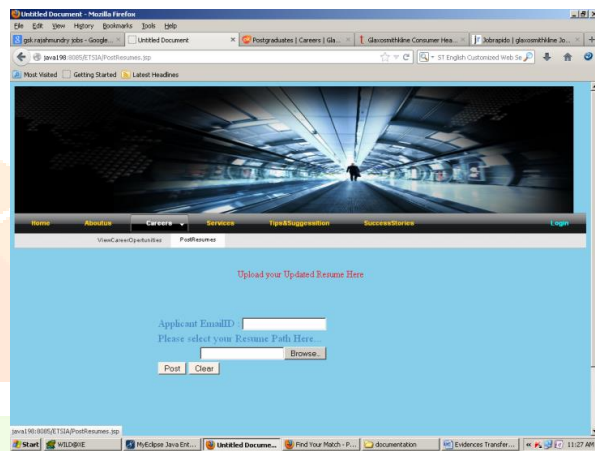 Untitled Document - Mozilla Firefox
File Edit View History Bookmarks Tools Help
gsk rajahmundry jobs - Google... Untitled Document Postgraduates | Careers | Gla... Glaxosmithkline Consumer Hea... Jobrapido | glaxosmithkline Jo...
java198:8085/ETSIA/PostResumes.jsp ST English Customized Web Se
Most Visited Getting Started Latest Headlines
Home Aboutus Careers Services Tips&Suggessition SuccessStories Login
ViewCareerOpertunities PostResumes
Upload your Updated Resume Here
Applicant EmailID :
Please select your Resume Path Here...
Browse..
Post Clear
java198:8085/ETSIA/PostResumes.jsp
Start WILD@XE MyEclipse Java Ent... Untitled Docume... Find Your Match - P... documentation Evidences Transfer... 11:27 AM